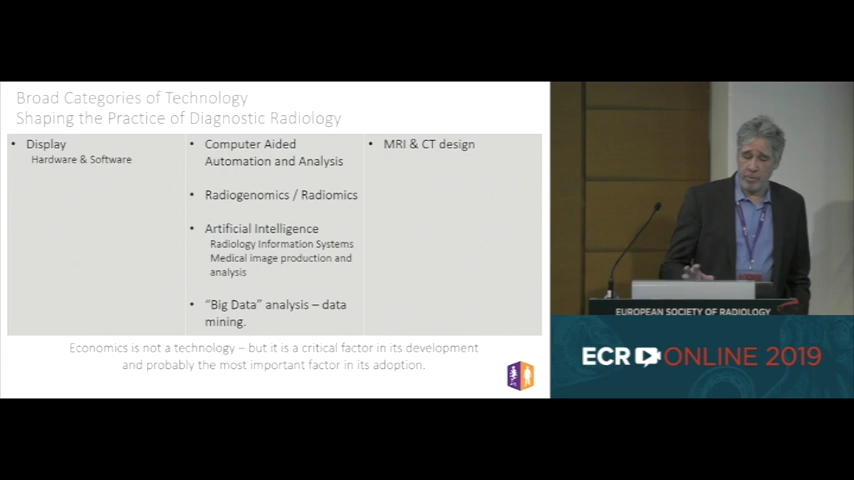 Broad Categories of Technology
Shaping the Practice of Diagnostic Radiology
• Display
Hardware & Software
• Computer Aided
Automation and Analysis
• Radiogenomics / Radiomics
• Artificial Intelligence
Radiology Information Systems
Medical image production and
analysis
• “Big Data” analysis – data
mining.
• MRI & CT design
Economics is not a technology – but it is a critical factor in its development
and probably the most important factor in its adoption.
EUROPEAN SOCIETY OF RADIOLOGY
ECR ONLINE 2019